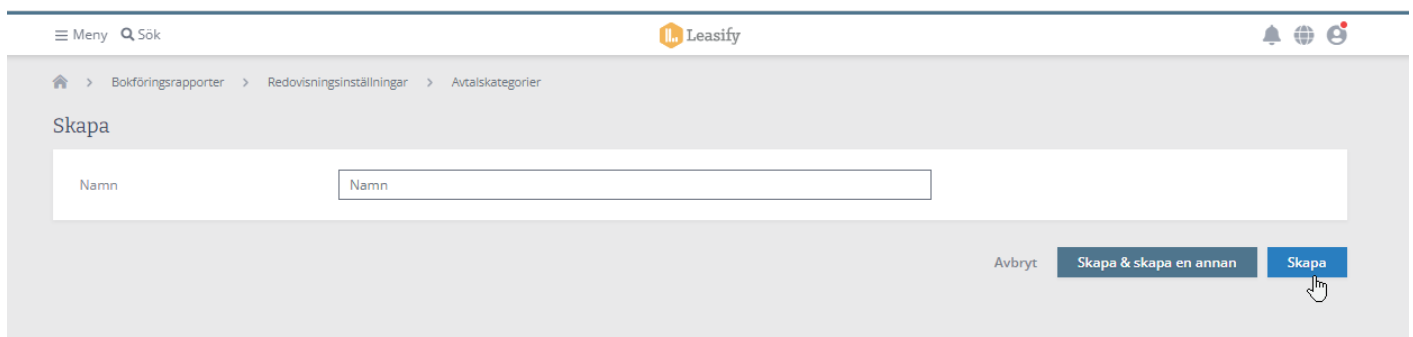 Meny Sök Leasify
Bokföringsrapporter > Redovisningsinställningar > Avtalskategorier
Skapa
Namn Namn
Avbryt Skapa & skapa en annan Skapa